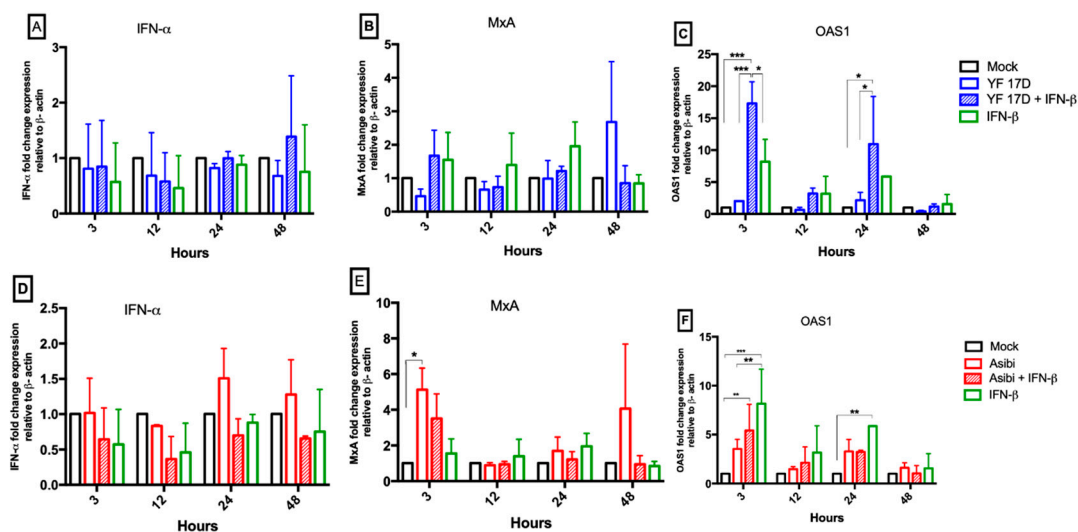 A
IFN-α
IFN-α fold change expression
relative to β- actin
3
2
1
0
3
12
24
48
Hours
B
MxA
MxA fold change expression
relative to β- actin
5
4
3
2
1
0
3
12
24
48
Hours
C
OAS1
OAS1 fold change expression
relative to β- actin
25
20
15
10
5
0
***
***
*
*
*
3
12
24
48
Hours
Mock
YF 17D
YF 17D + IFN-β
IFN-β
D
IFN-α
IFN-α fold change expression
relative to β- actin
2.5
2.0
1.5
1.0
0.5
0.0
3
12
24
48
Hours
E
MxA
MxA fold change expression
relative to β- actin
10
8
6
4
2
0
*
3
12
24
48
Hours
F
OAS1
OAS1 fold change expression
relative to β- actin
15
10
5
0
***
**
**
**
3
12
24
48
Hours
Mock
Asibi
Asibi + IFN-β
IFN-β